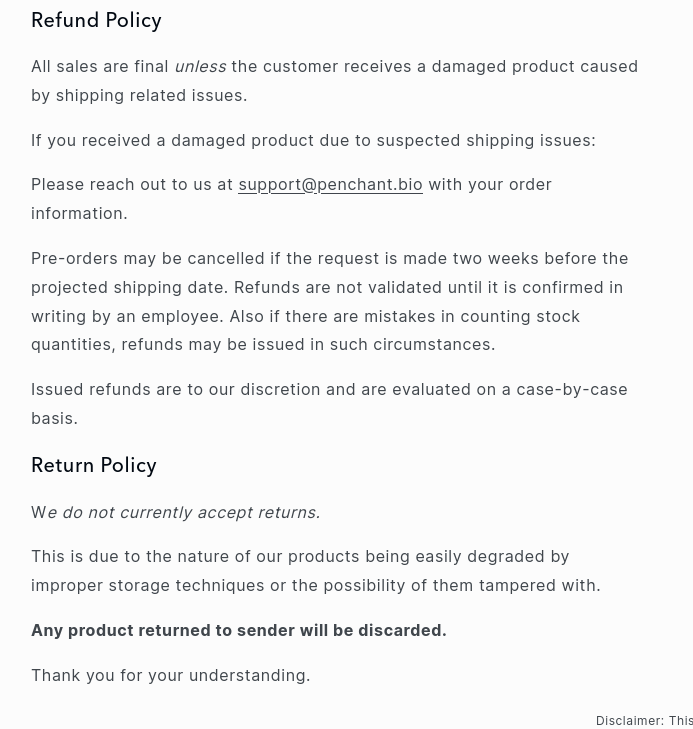 Refund Policy
All sales are final unless the customer receives a damaged product caused
by shipping related issues.
If you received a damaged product due to suspected shipping issues:
Please reach out to us at support@penchant.bio with your order
information.
Pre-orders may be cancelled if the request is made two weeks before the
projected shipping date. Refunds are not validated until it is confirmed in
writing by an employee. Also if there are mistakes in counting stock
quantities, refunds may be issued in such circumstances.
Issued refunds are to our discretion and are evaluated on a case-by-case
basis.
Return Policy
We do not currently accept returns.
This is due to the nature of our products being easily degraded by
improper storage techniques or the possibility of them tampered with.
Any product returned to sender will be discarded.
Thank you for your understanding.
Disclaimer: This